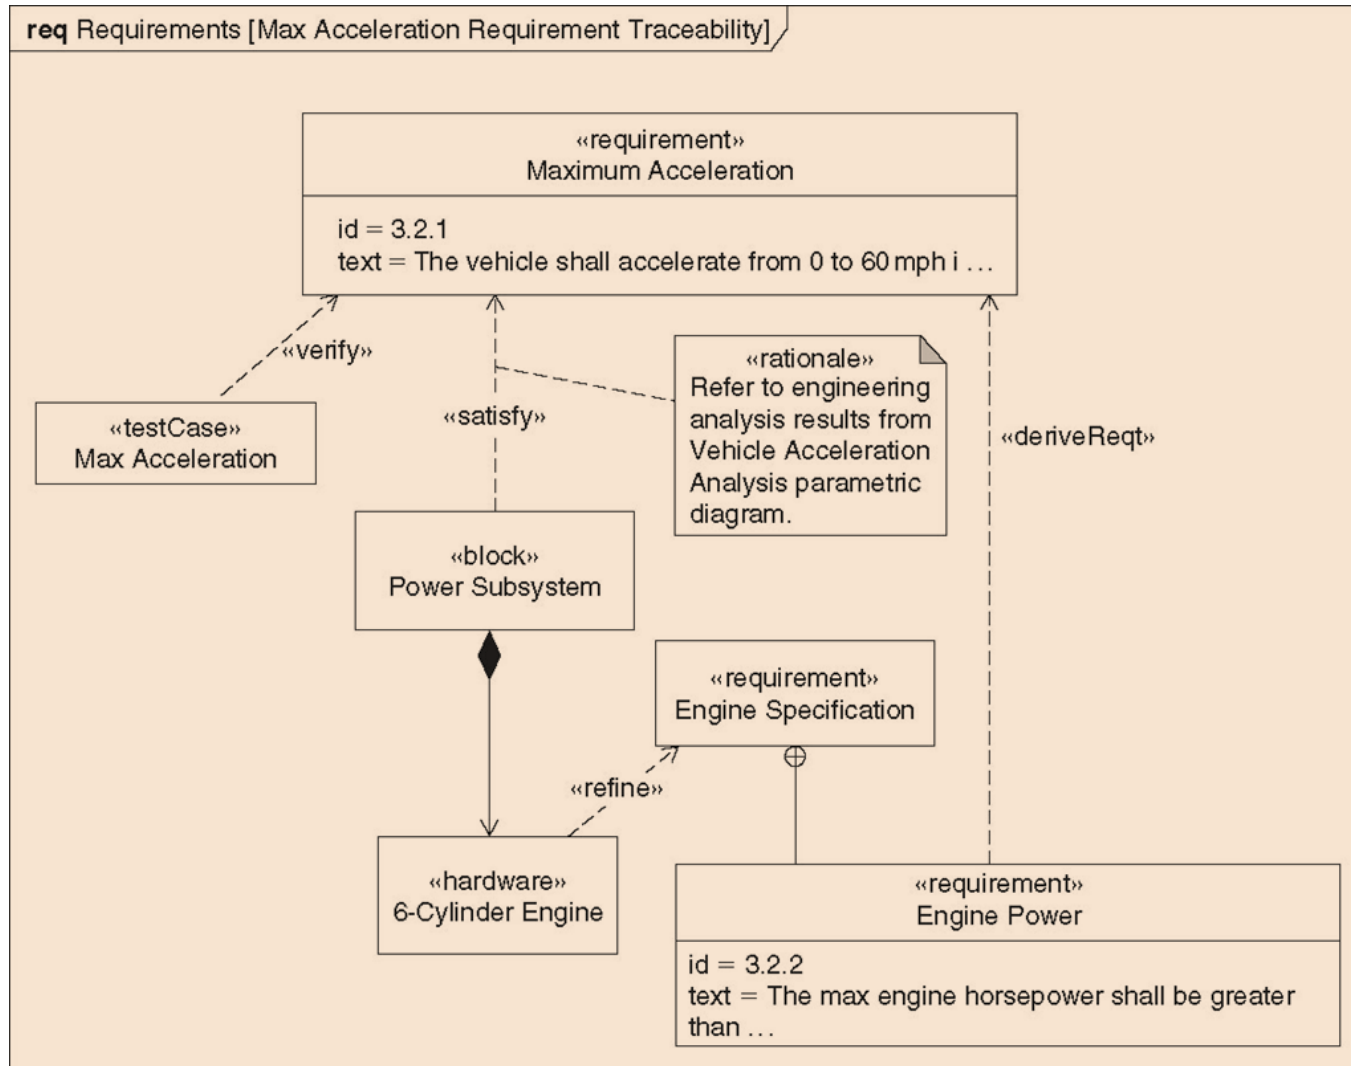 req Requirements [Max Acceleration Requirement Traceability]
«requirement»
Maximum Acceleration
id = 3.2.1
text = The vehicle shall accelerate from 0 to 60 mph i ...
«verify»
«testCase»
Max Acceleration
«satisfy»
«rationale»
Refer to engineering
analysis results from
Vehicle Acceleration
Analysis parametric
diagram.
«deriveReqt»
«block»
Power Subsystem
«requirement»
Engine Specification
«refine»
«hardware»
6-Cylinder Engine
«requirement»
Engine Power
id = 3.2.2
text = The max engine horsepower shall be greater
than ...